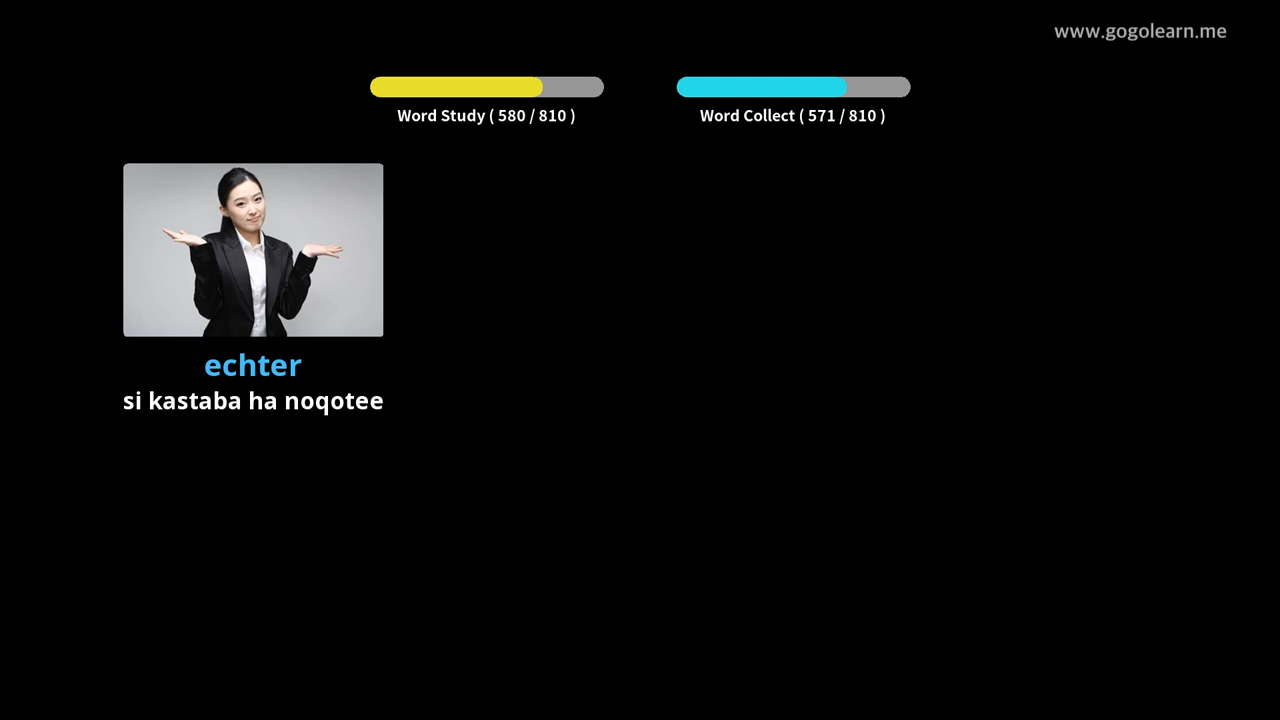 www.gogolearn.me
Word Study ( 580 / 810 )
Word Collect ( 571 / 810 )
echter
si kastaba ha noqotee